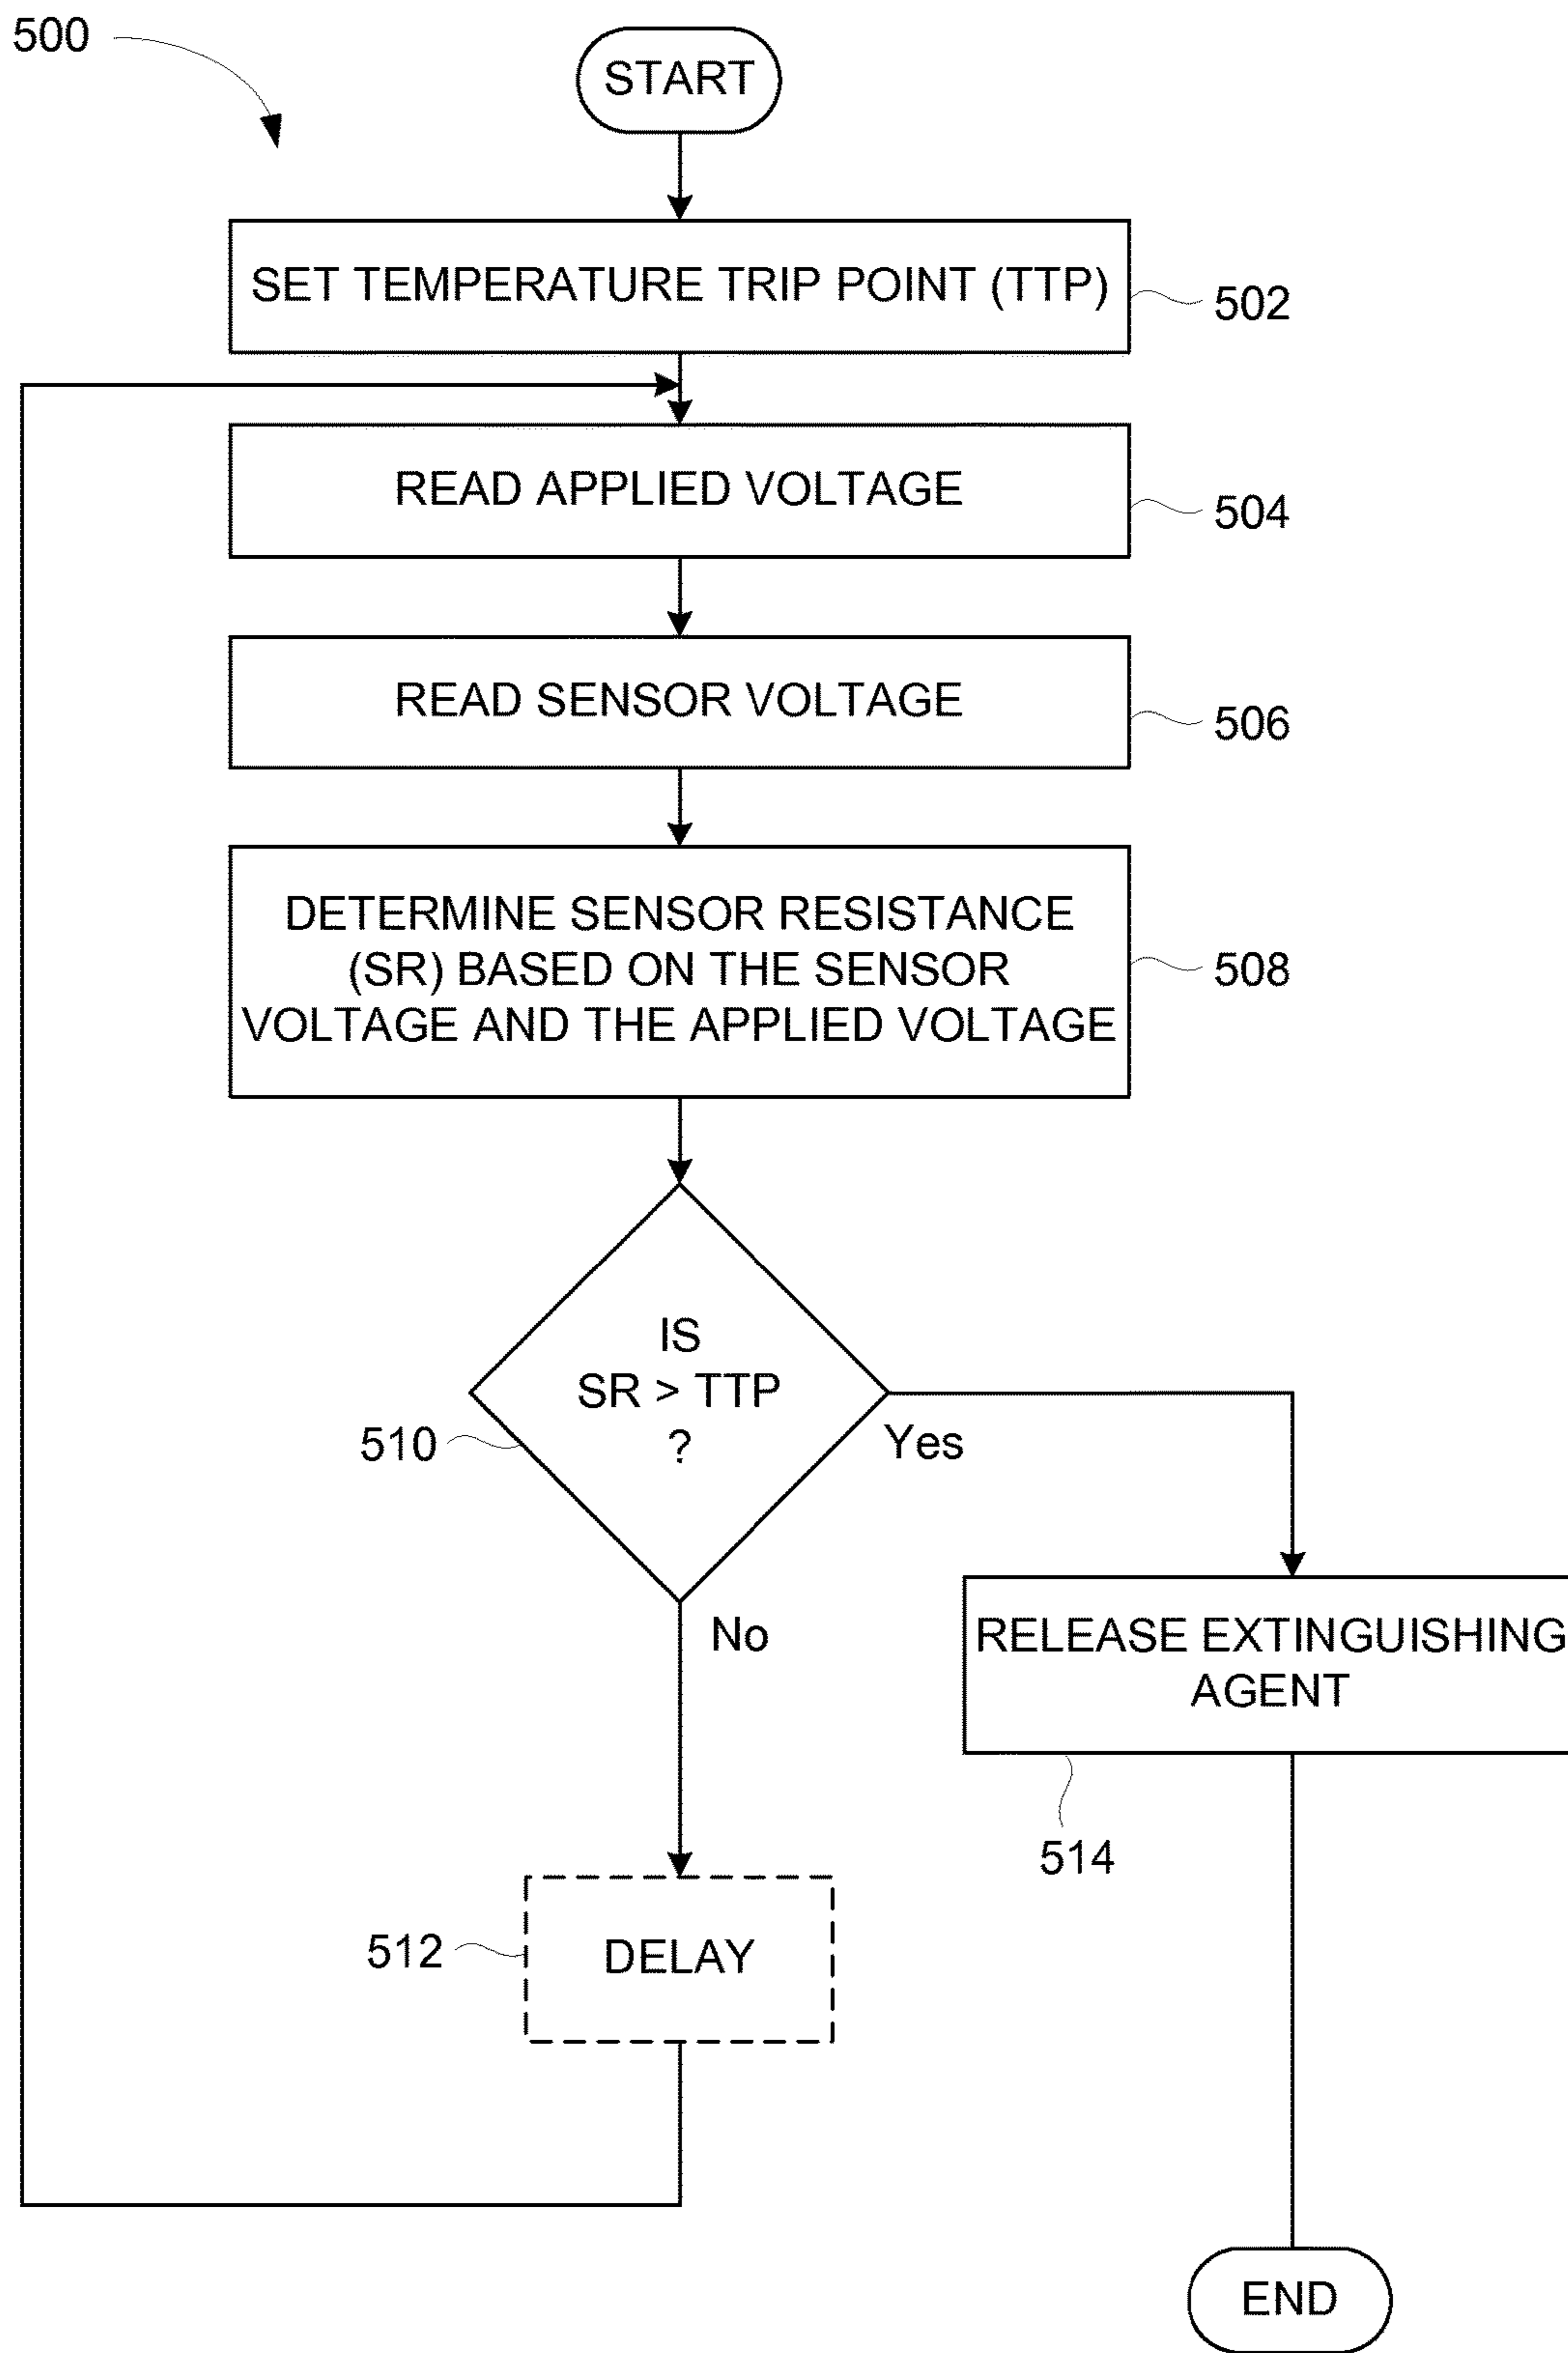 500
START
SET TEMPERATURE TRIP POINT (TTP)
502
READ APPLIED VOLTAGE
504
READ SENSOR VOLTAGE
506
DETERMINE SENSOR RESISTANCE
(SR) BASED ON THE SENSOR
VOLTAGE AND THE APPLIED VOLTAGE
508
IS
SR > TTP
?
510
Yes
No
RELEASE EXTINGUISHING
AGENT
514
512
DELAY
END